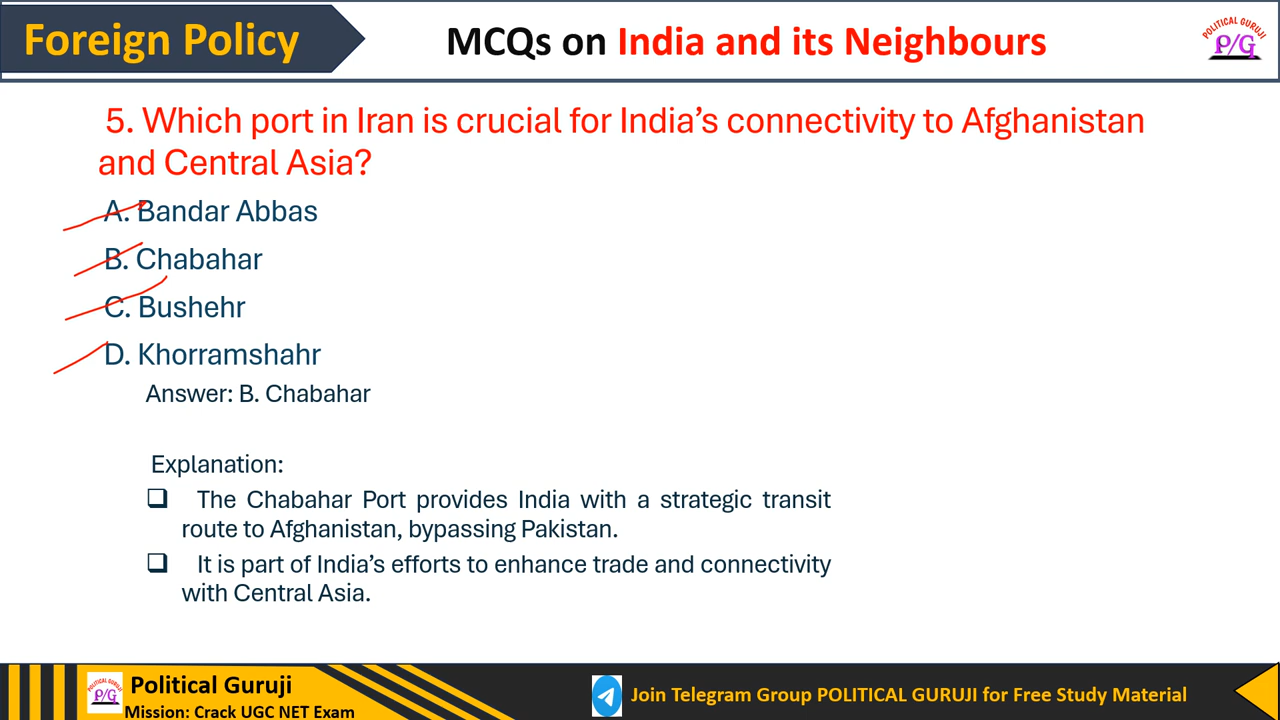 Foreign Policy
MCQs on India and its Neighbours
POLITICAL GURUJI
P/G
5. Which port in Iran is crucial for India’s connectivity to Afghanistan
and Central Asia?
A. Bandar Abbas
B. Chabahar
C. Bushehr
D. Khorramshahr
Answer: B. Chabahar
Explanation:
❑ The Chabahar Port provides India with a strategic transit
route to Afghanistan, bypassing Pakistan.
❑ It is part of India’s efforts to enhance trade and connectivity
with Central Asia.
POLITICAL GURUJI
P/G
Political Guruji
Mission: Crack UGC NET Exam
Join Telegram Group POLITICAL GURUJI for Free Study Material